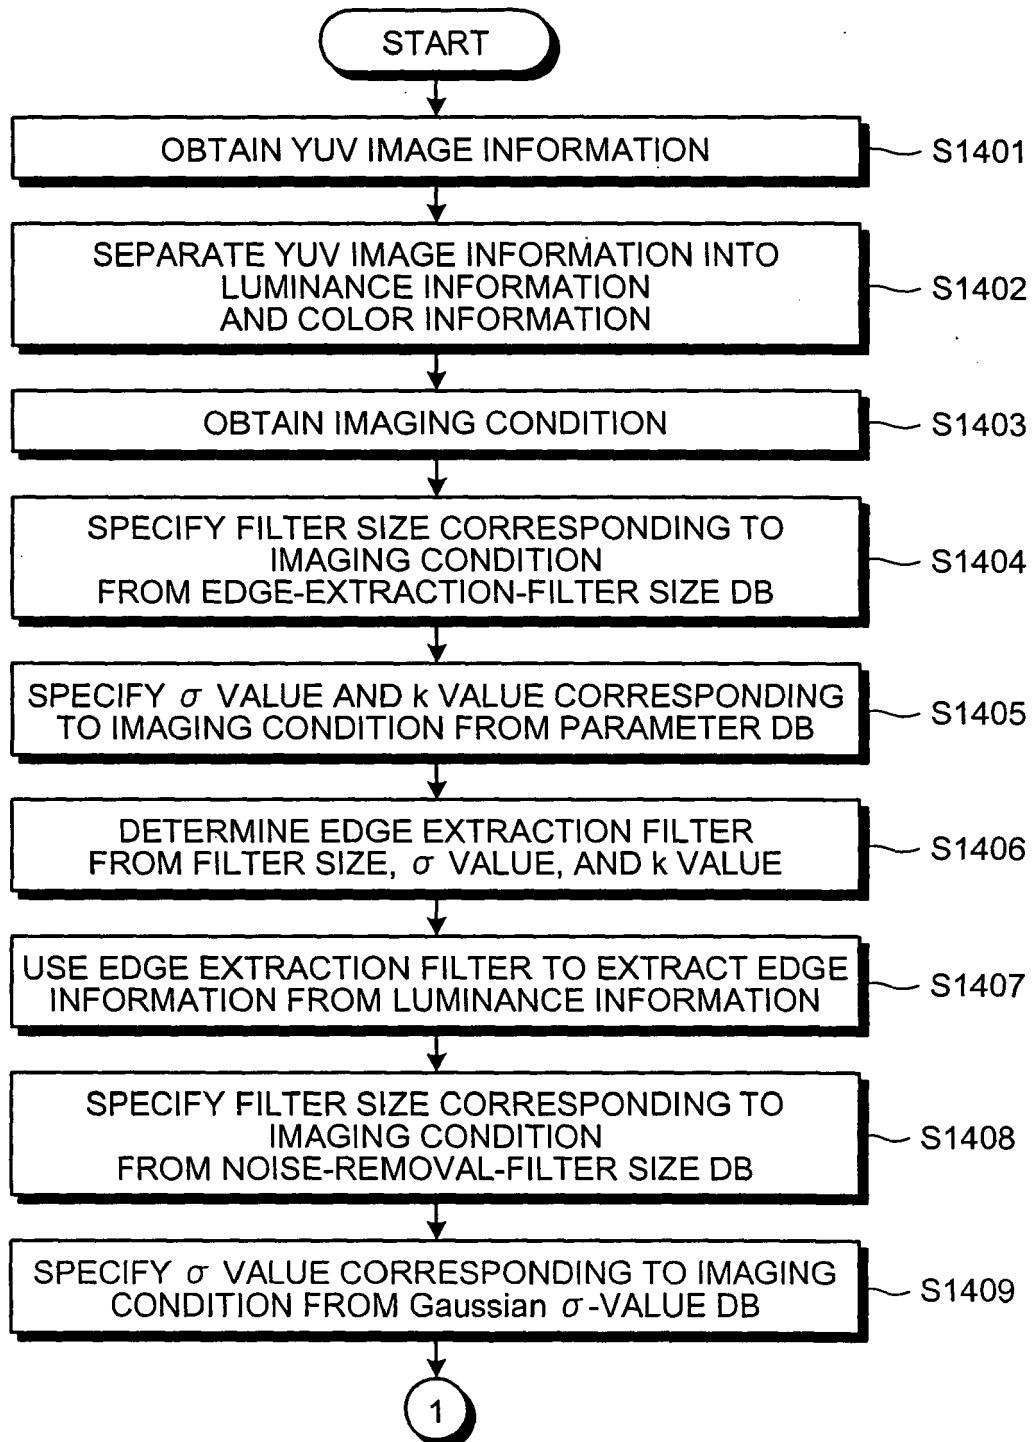 START
OBTAIN YUV IMAGE INFORMATION
S1401
SEPARATE YUV IMAGE INFORMATION INTO
LUMINANCE INFORMATION
AND COLOR INFORMATION
S1402
OBTAIN IMAGING CONDITION
S1403
SPECIFY FILTER SIZE CORRESPONDING TO
IMAGING CONDITION
FROM EDGE-EXTRACTION-FILTER SIZE DB
S1404
SPECIFY σ VALUE AND k VALUE CORRESPONDING
TO IMAGING CONDITION FROM PARAMETER DB
S1405
DETERMINE EDGE EXTRACTION FILTER
FROM FILTER SIZE, σ VALUE, AND k VALUE
S1406
USE EDGE EXTRACTION FILTER TO EXTRACT EDGE
INFORMATION FROM LUMINANCE INFORMATION
S1407
SPECIFY FILTER SIZE CORRESPONDING TO
IMAGING CONDITION
FROM NOISE-REMOVAL-FILTER SIZE DB
S1408
SPECIFY σ VALUE CORRESPONDING TO IMAGING
CONDITION FROM Gaussian σ-VALUE DB
S1409
1